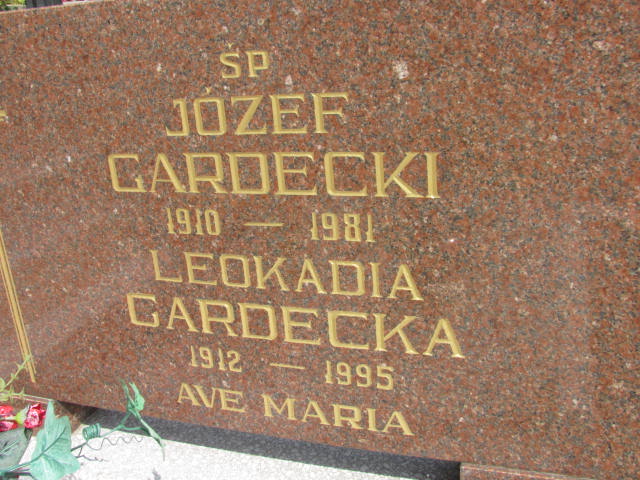 ŚP
JÓZEF
GARDECKI
1910 — 1981
LEOKADIA
GARDECKA
1912 — 1995
AVE MARIA